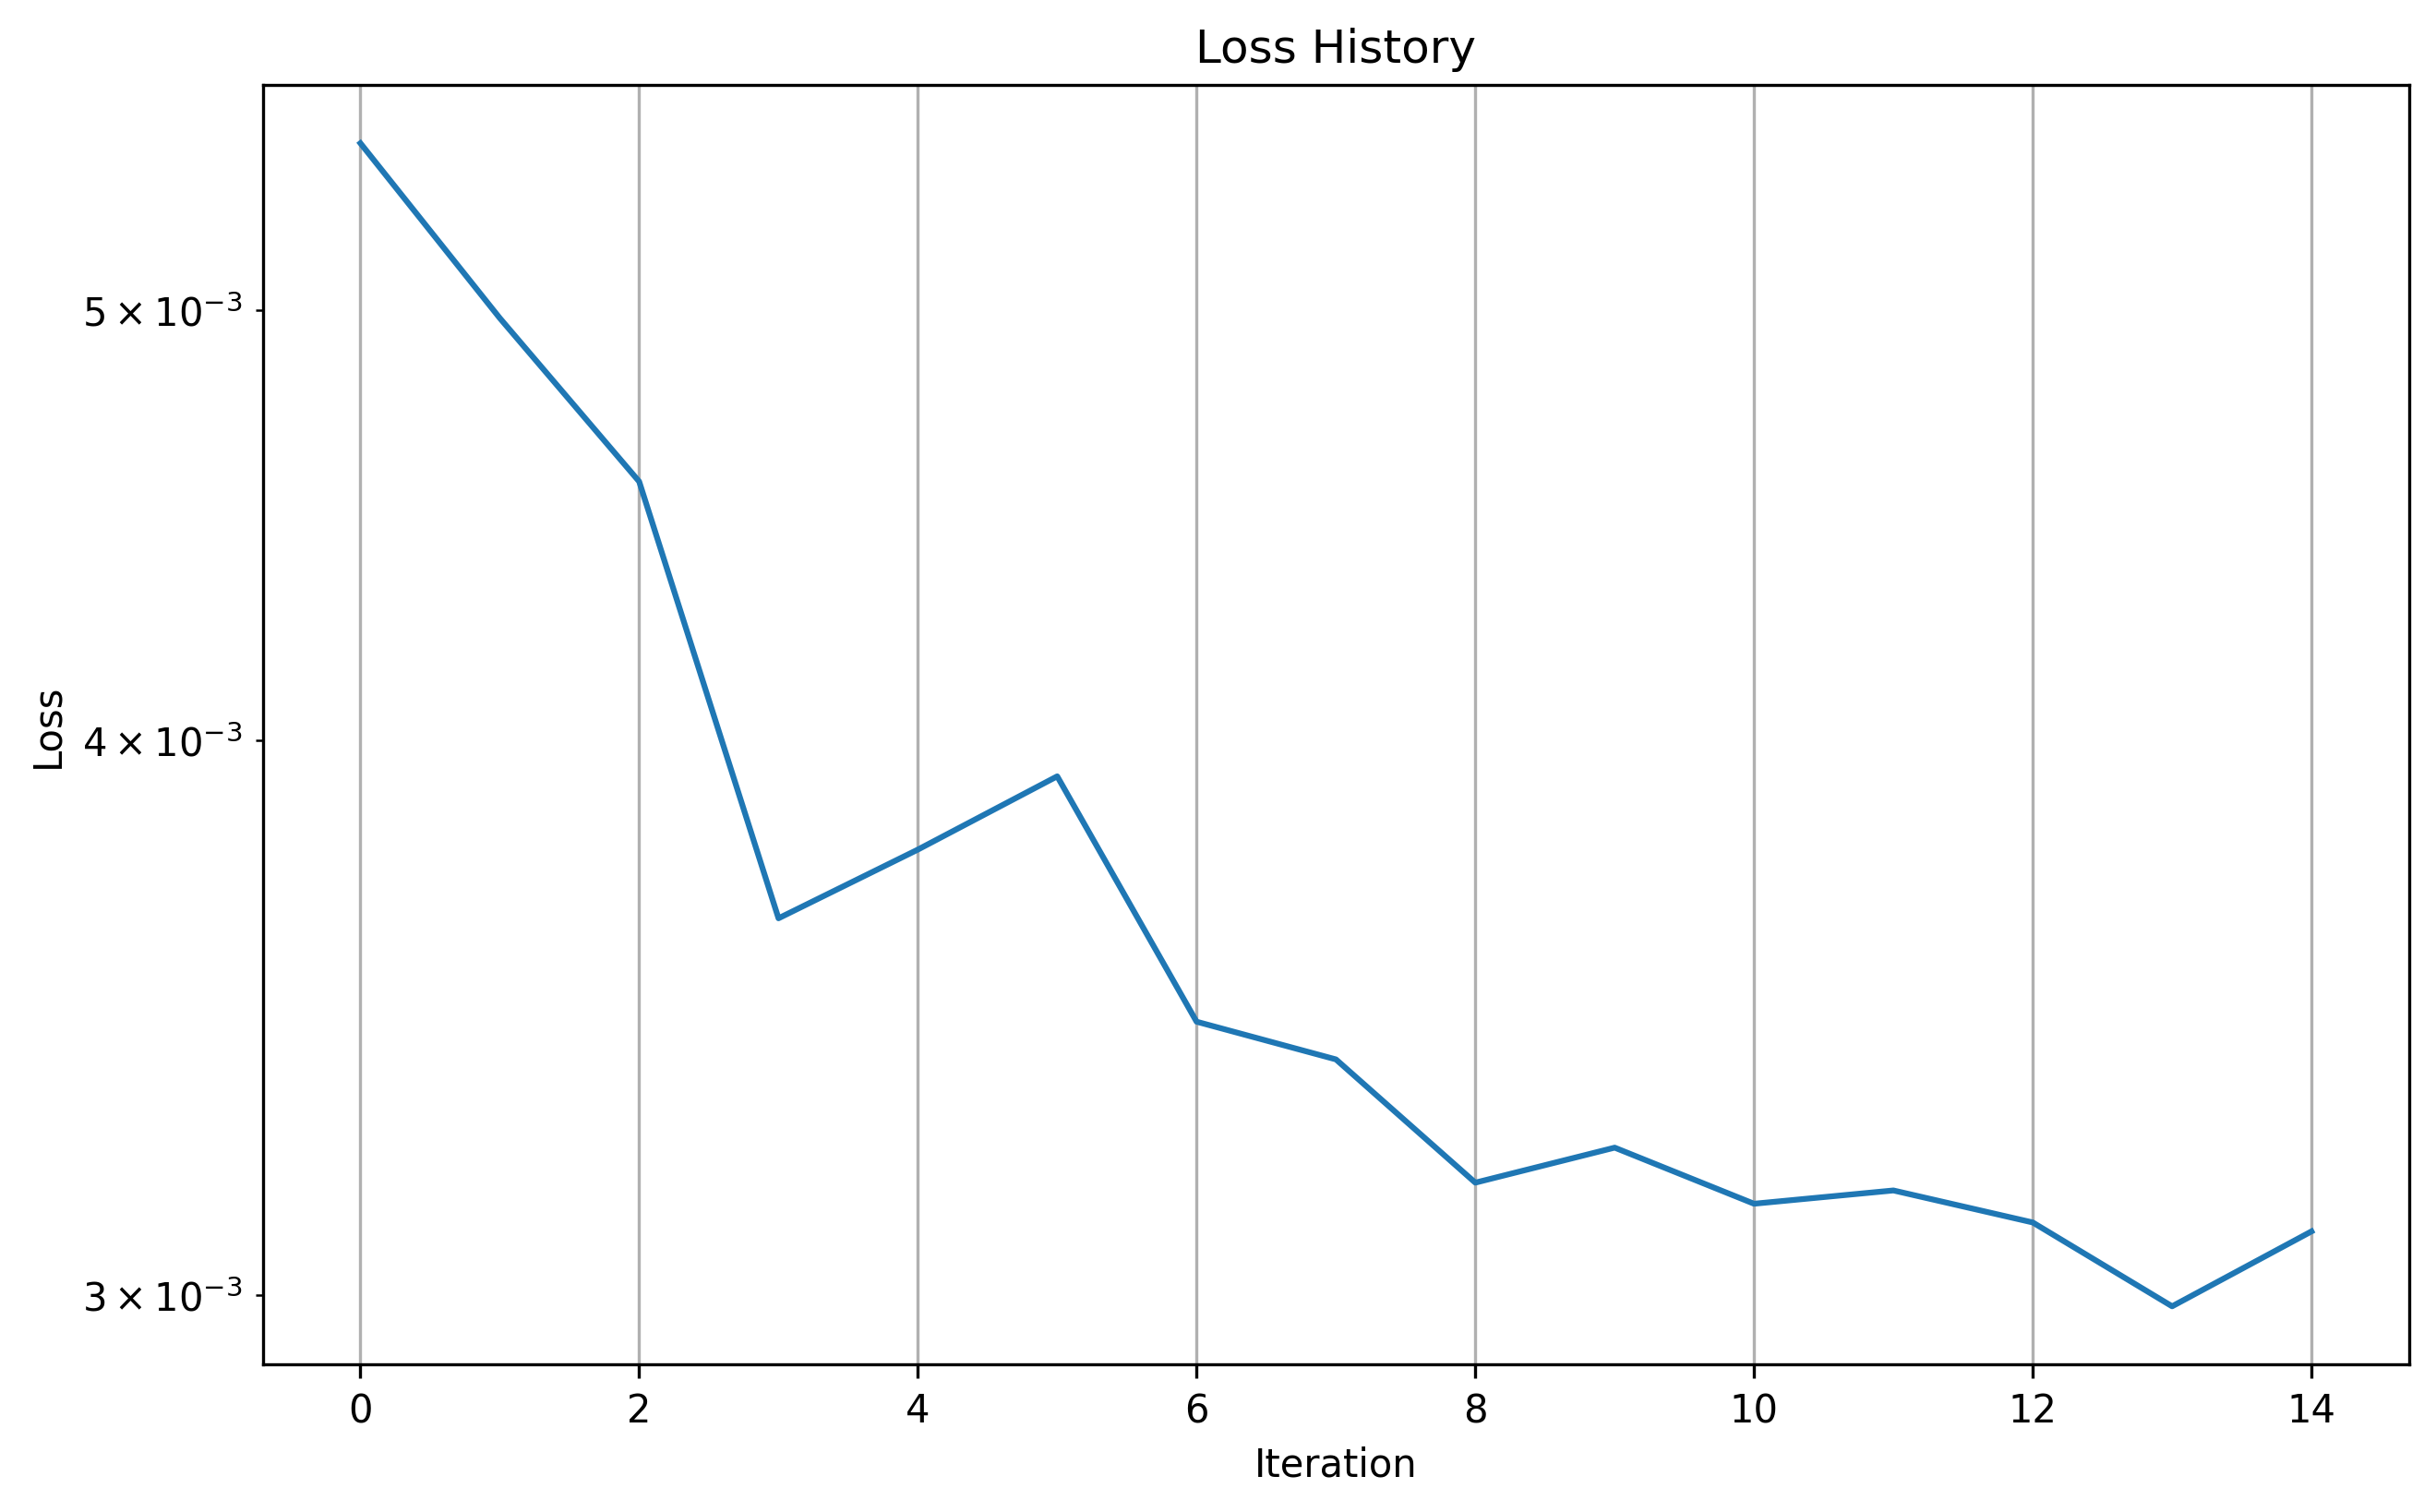 Loss History
Loss
5 × 10⁻³
4 × 10⁻³
3 × 10⁻³
0 2 4 6 8 10 12 14
Iteration